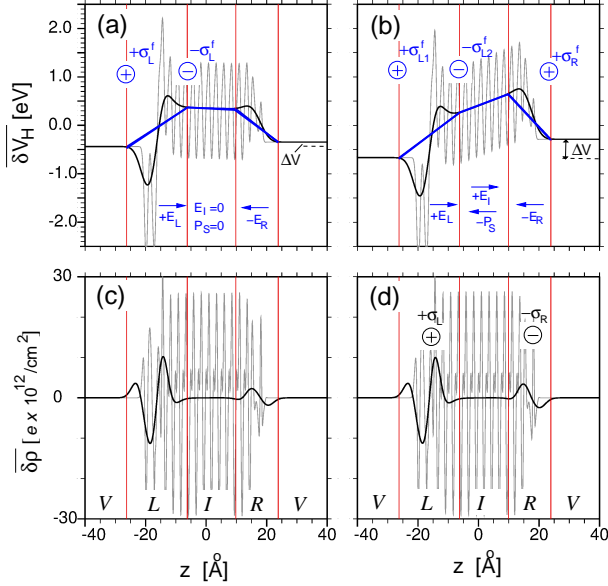 (a)
+σ_L^f
−σ_L^f
(b)
+σ_L1^f
−σ_L2^f
+σ_R^f
δV_H [eV]
2.0
1.0
0.0
-1.0
-2.0
ΔV
ΔV
+E_L
E_I=0
P_S=0
−E_R
+E_L
+E_I
−P_S
−E_R
(c)
(d)
+σ_L
−σ_R
δρ [ e x 10^12/cm^2]
30
0
-30
V L I R V
V L I R V
-40 -20 0 20 40
-40 -20 0 20 40
z [Å]
z [Å]